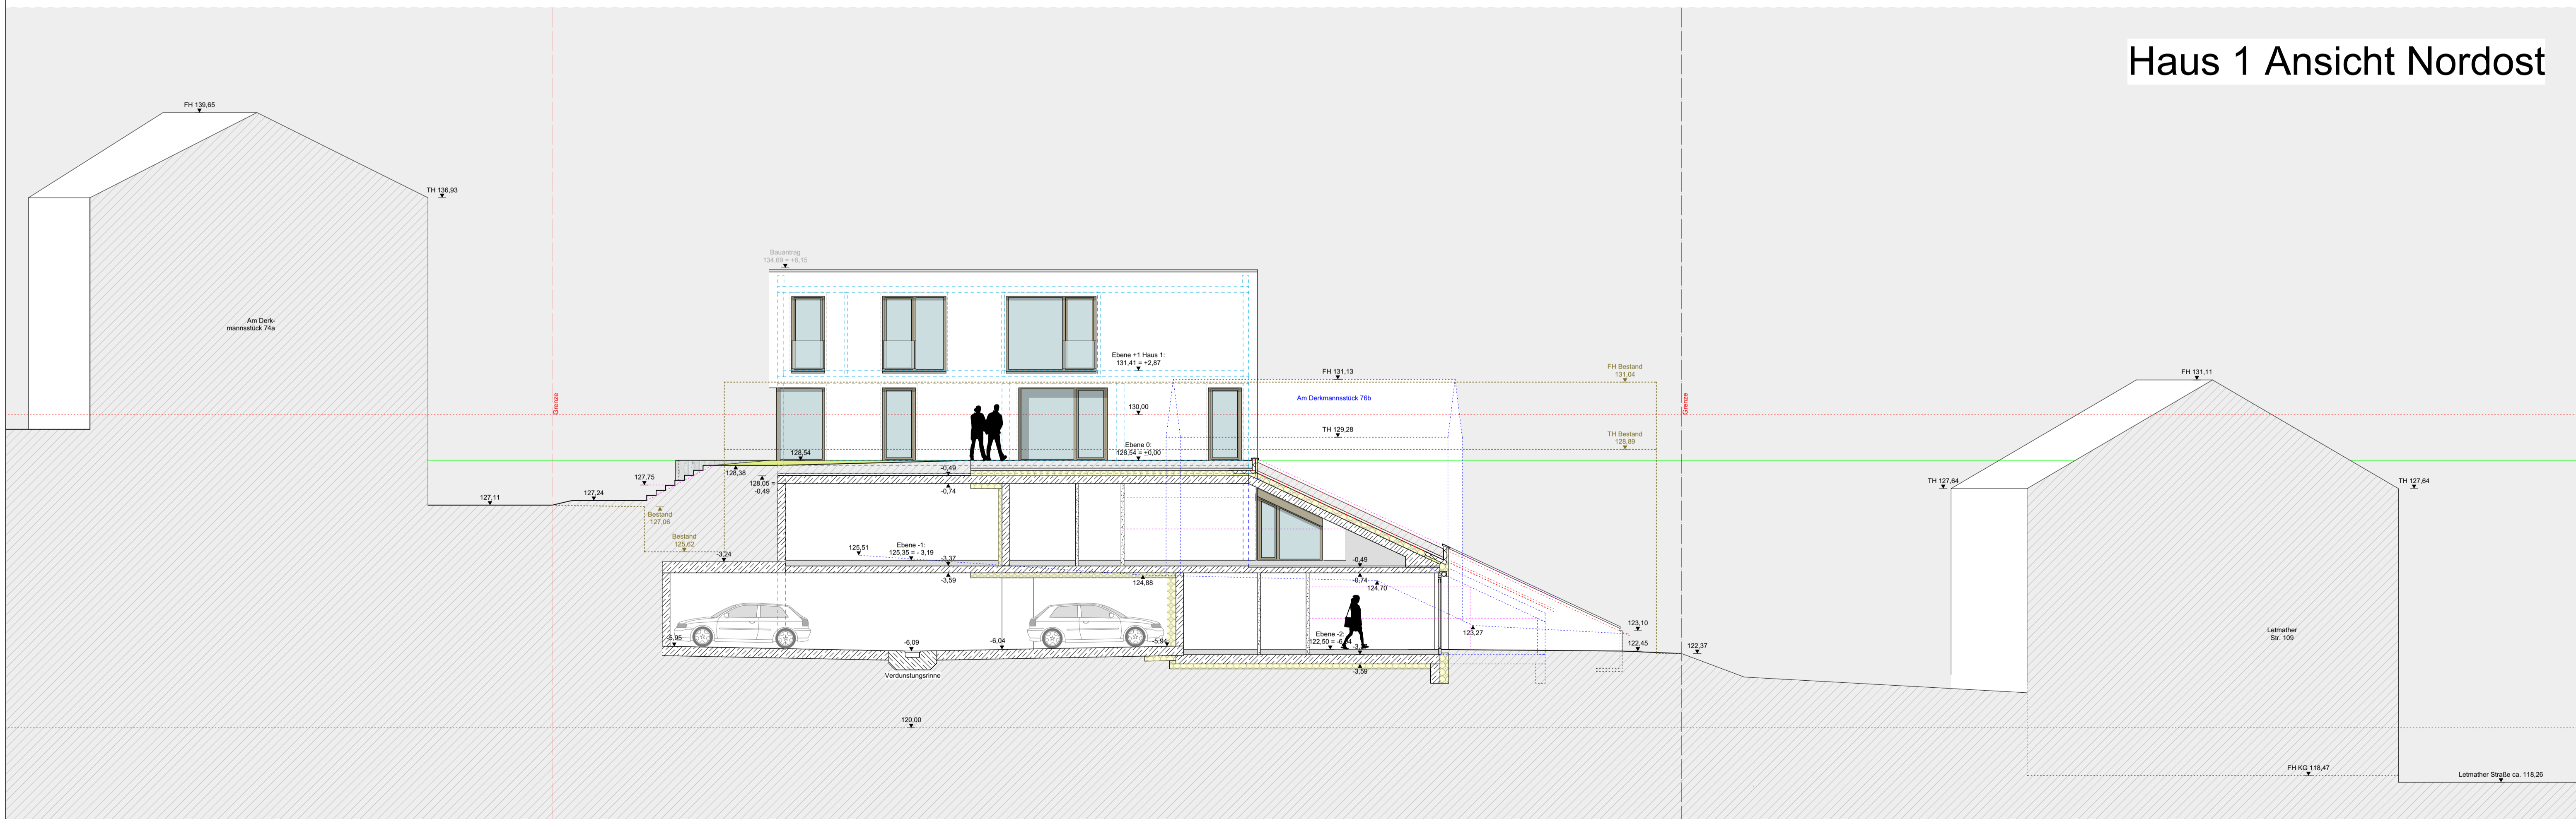 Haus 1 Ansicht Nordost
FH 139,65
TH 136,93
Am Derk-
mannsstück 74a
Grenze
Bauantrag
134,69 = +6,15
Ebene +1 Haus 1:
131,41 = +2,87
FH 131,13
FH Bestand
131,04
Am Derkmannsstück 76b
Grenze
FH 131,11
130,00
TH 129,28
TH Bestand
128,89
Ebene 0:
128,54 = ±0,00
128,54
128,38
-0,49
127,75
128,05 =
-0,49
-0,74
TH 127,64
TH 127,64
127,11
127,24
Bestand
127,06
Bestand
125,62
-3,24
125,51
Ebene -1:
125,35 = - 3,19
-3,37
-3,59
124,88
-0,49
-0,74
124,70
123,27
123,10
122,45
122,37
-5,95
-6,09
-6,04
-5,94
Ebene -2:
-3,59
Verdunstungsrinne
Letmather
Str. 109
120,00
FH KG 118,47
Letmather Straße ca. 118,26